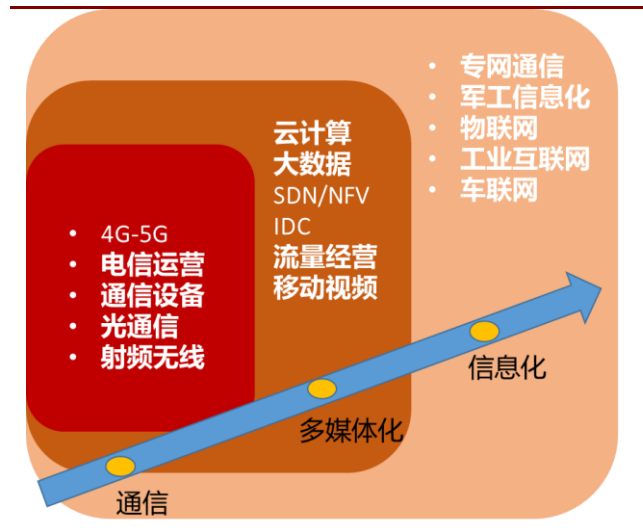 • 专网通信
• 军工信息化
• 物联网
• 工业互联网
• 车联网
云计算
大数据
SDN/NFV
IDC
流量经营
移动视频
• 4G-5G
• 电信运营
• 通信设备
• 光通信
• 射频无线
信息化
多媒体化
通信